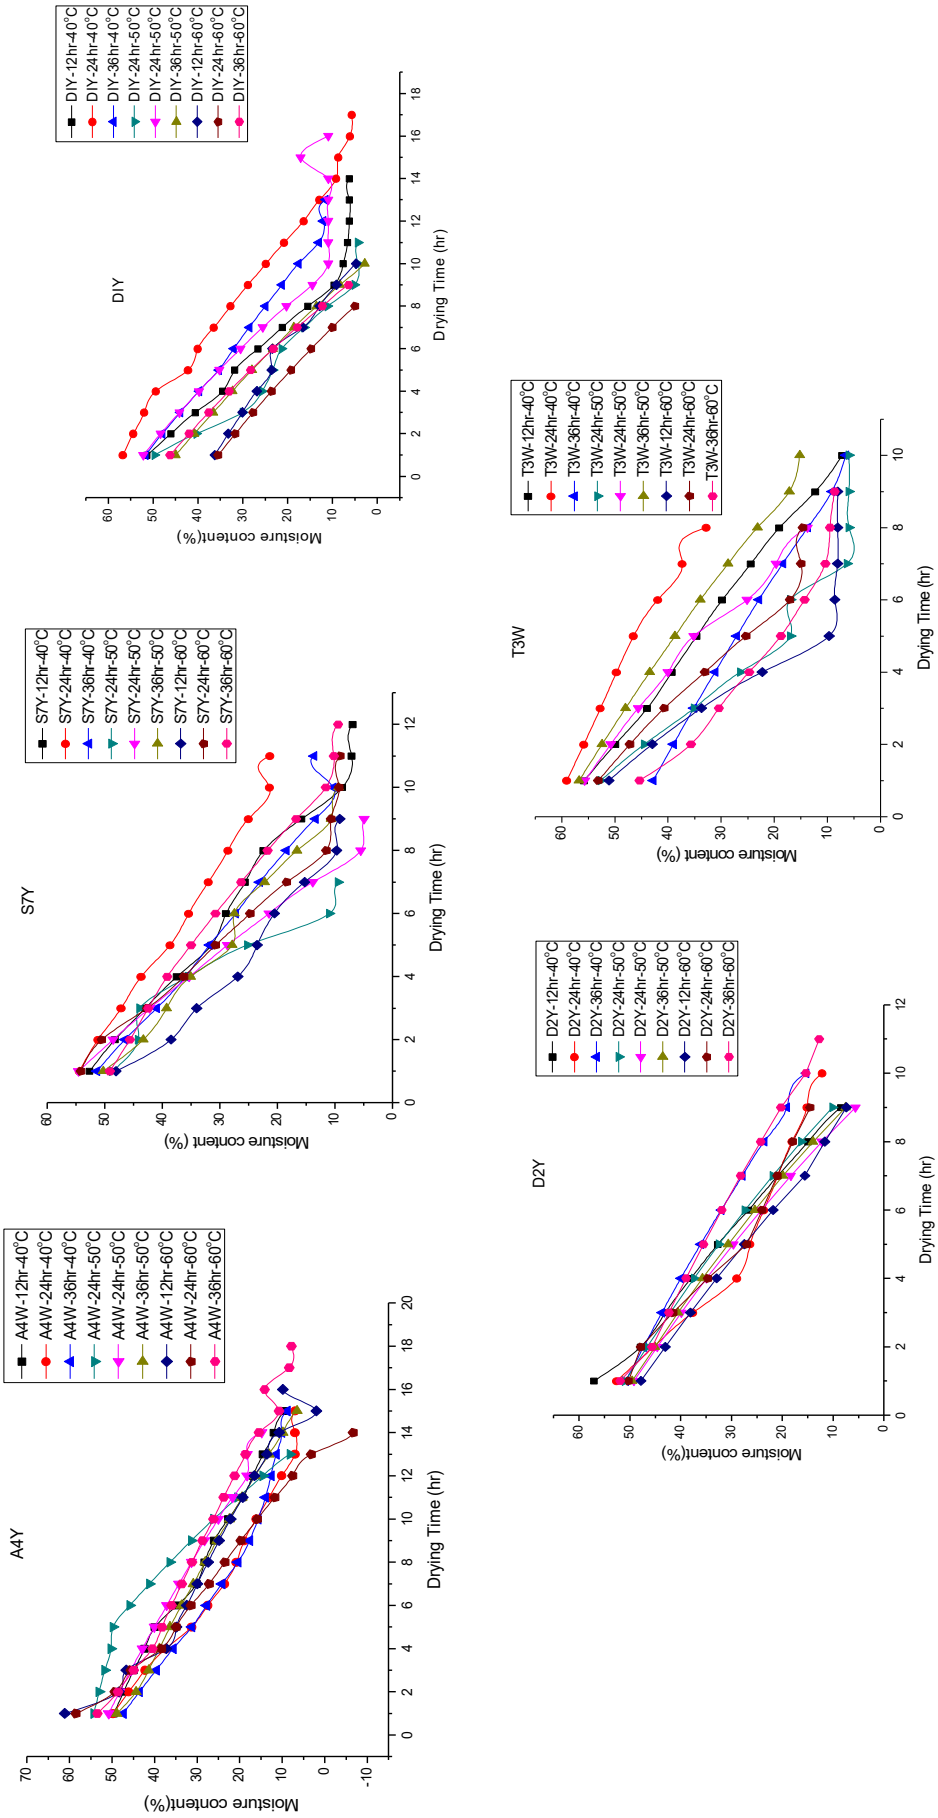 A4Y
A4W-12hr-40°C
A4W-24hr-40°C
A4W-36hr-40°C
A4W-24hr-50°C
A4W-24hr-50°C
A4W-36hr-50°C
A4W-12hr-60°C
A4W-24hr-60°C
A4W-36hr-60°C
Moisture content(%)
70
60
50
40
30
20
10
0
-10
0 2 4 6 8 10 12 14 16 18 20
Drying Time (hr)
S7Y
S7Y-12hr-40°C
S7Y-24hr-40°C
S7Y-36hr-40°C
S7Y-24hr-50°C
S7Y-24hr-50°C
S7Y-36hr-50°C
S7Y-12hr-60°C
S7Y-24hr-60°C
S7Y-36hr-60°C
Moisture content (%)
60
50
40
30
20
10
0
0 2 4 6 8 10 12
Drying Time (hr)
DIY
DIY-12hr-40°C
DIY-24hr-40°C
DIY-36hr-40°C
DIY-24hr-50°C
DIY-24hr-50°C
DIY-36hr-50°C
DIY-12hr-60°C
DIY-24hr-60°C
DIY-36hr-60°C
Moisture content(%)
60
50
40
30
20
10
0
0 2 4 6 8 10 12 14 16 18
Drying Time (hr)
D2Y
D2Y-12hr-40°C
D2Y-24hr-40°C
D2Y-36hr-40°C
D2Y-24hr-50°C
D2Y-24hr-50°C
D2Y-36hr-50°C
D2Y-12hr-60°C
D2Y-24hr-60°C
D2Y-36hr-60°C
Moisture content(%)
60
50
40
30
20
10
0
0 2 4 6 8 10 12
Drying Time (hr)
T3W
T3W-12hr-40°C
T3W-24hr-40°C
T3W-36hr-40°C
T3W-24hr-50°C
T3W-24hr-50°C
T3W-36hr-50°C
T3W-12hr-60°C
T3W-24hr-60°C
T3W-36hr-60°C
Moisture content (%)
60
50
40
30
20
10
0
0 2 4 6 8 10
Drying Time (hr)